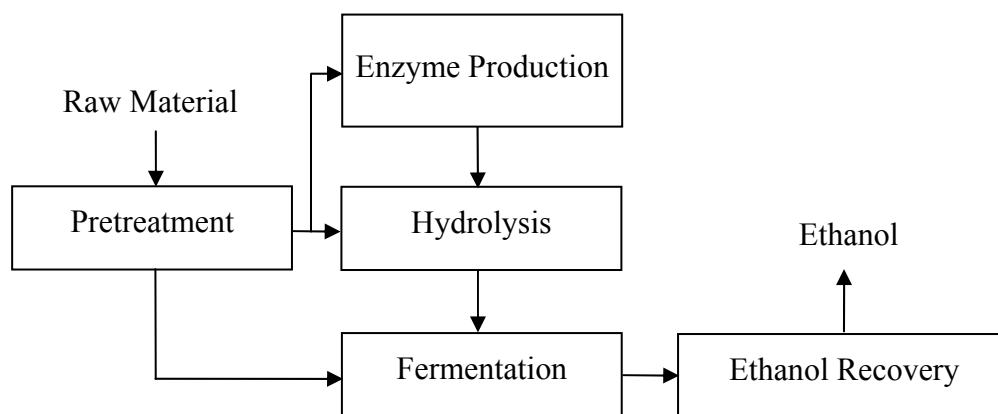 Enzyme Production
Raw Material
Pretreatment
Hydrolysis
Ethanol
Fermentation
Ethanol Recovery